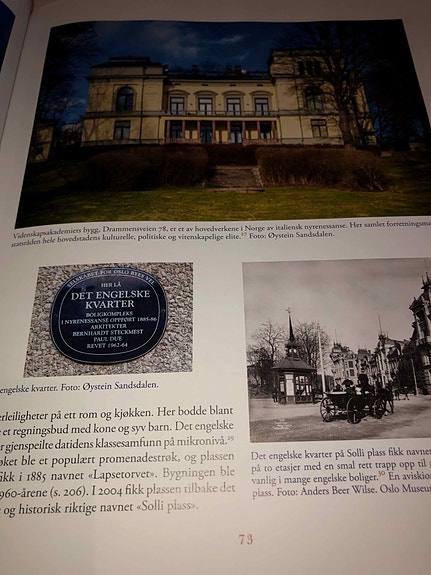 Videnskapsakademiets bygg, Drammensveien 78, er et av hovedverkene i Norge av italiensk nyrenessanse. Her samlet forretningsma
statsråden hele hovedstadens kulturelle, politiske og vitenskapelige elite.²⁷ Foto: Øystein Sandsdalen.
SELSKABET FOR OSLO BYES VEL
HER LÅ
DET ENGELSKE
KVARTER
BOLIGKOMPLEKS
I NYRENESSANSE OPPFØRT 1885-86
ARKITEKTER
BERNHARDT STECKMEST
PAUL DUE
REVET 1962-64
engelske kvarter. Foto: Øystein Sandsdalen.
erleiligheter på ett rom og kjøkken. Her bodde blant
e et regningsbud med kone og syv barn. Det engelske
r gjenspeilte datidens klassesamfunn på mikronivå.²⁹
øket ble et populært promenadestrøk, og plassen
fikk i 1885 navnet «Lapsetorvet». Bygningen ble
960-årene (s. 206). I 2004 fikk plassen tilbake det
e og historisk riktige navnet «Solli plass».
Det engelske kvarter på Solli plass fikk navnet
på to etasjer med en smal rett trapp opp til
vanlig i mange engelske boliger.³⁰ En aviskios
plass. Foto: Anders Beer Wilse. Oslo Museum
73